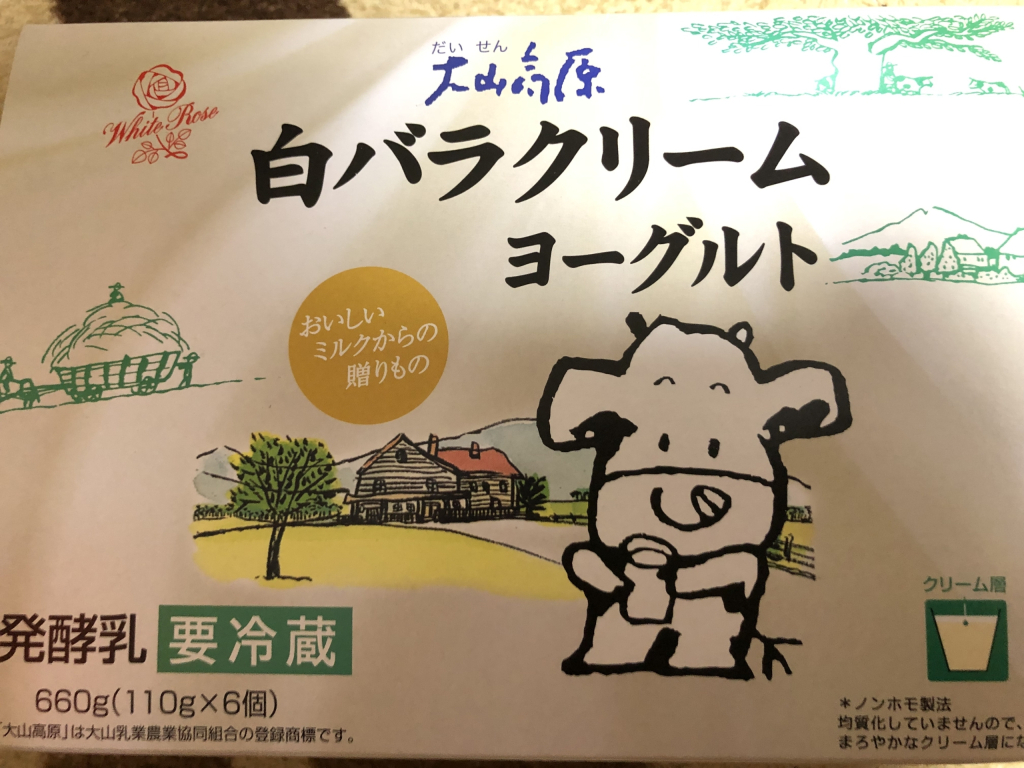 だい せん
大山高原
白
White Rose
白バラクリーム
ヨーグルト
おいしい
ミルクからの
贈りもの
発酵乳
要冷蔵
660g(110g×6個)
「大山高原」は大山乳業農業協同組合の登録商標です。
クリーム層
＊ノンホモ製法
均質化していませんので、
まろやかなクリーム層にな